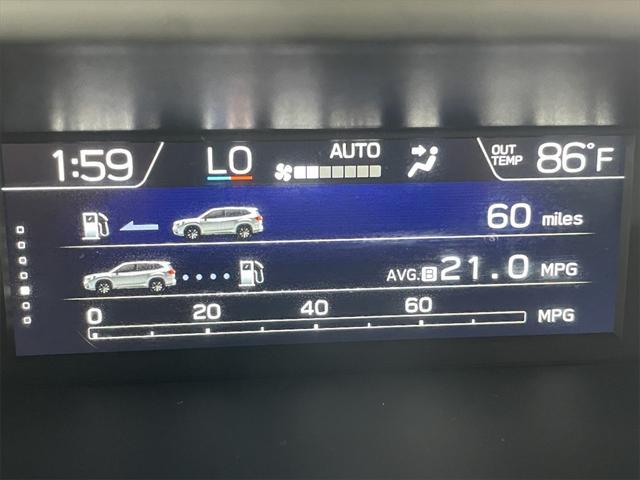 1:59 LO AUTO OUT TEMP 86°F
60 miles
AVG. B 21.0 MPG
0 20 40 60 MPG